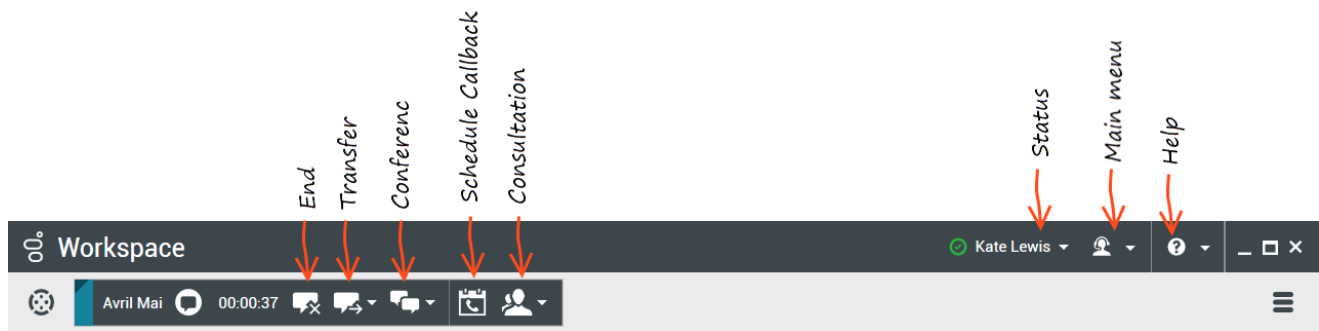 End
Transfer
Conferenc
Schedule Callback
Consultation
Status
Main menu
Help
Workspace
Kate Lewis
Avril Mai
00:00:37